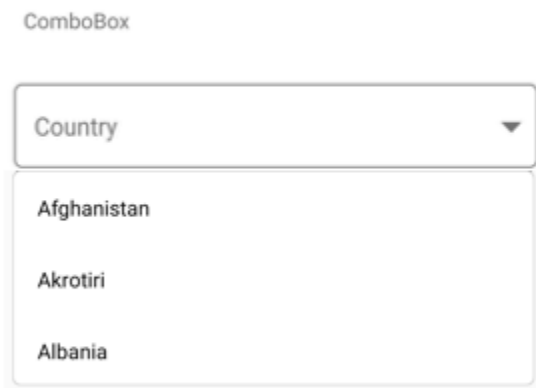 ComboBox
Country
Afghanistan
Akrotiri
Albania